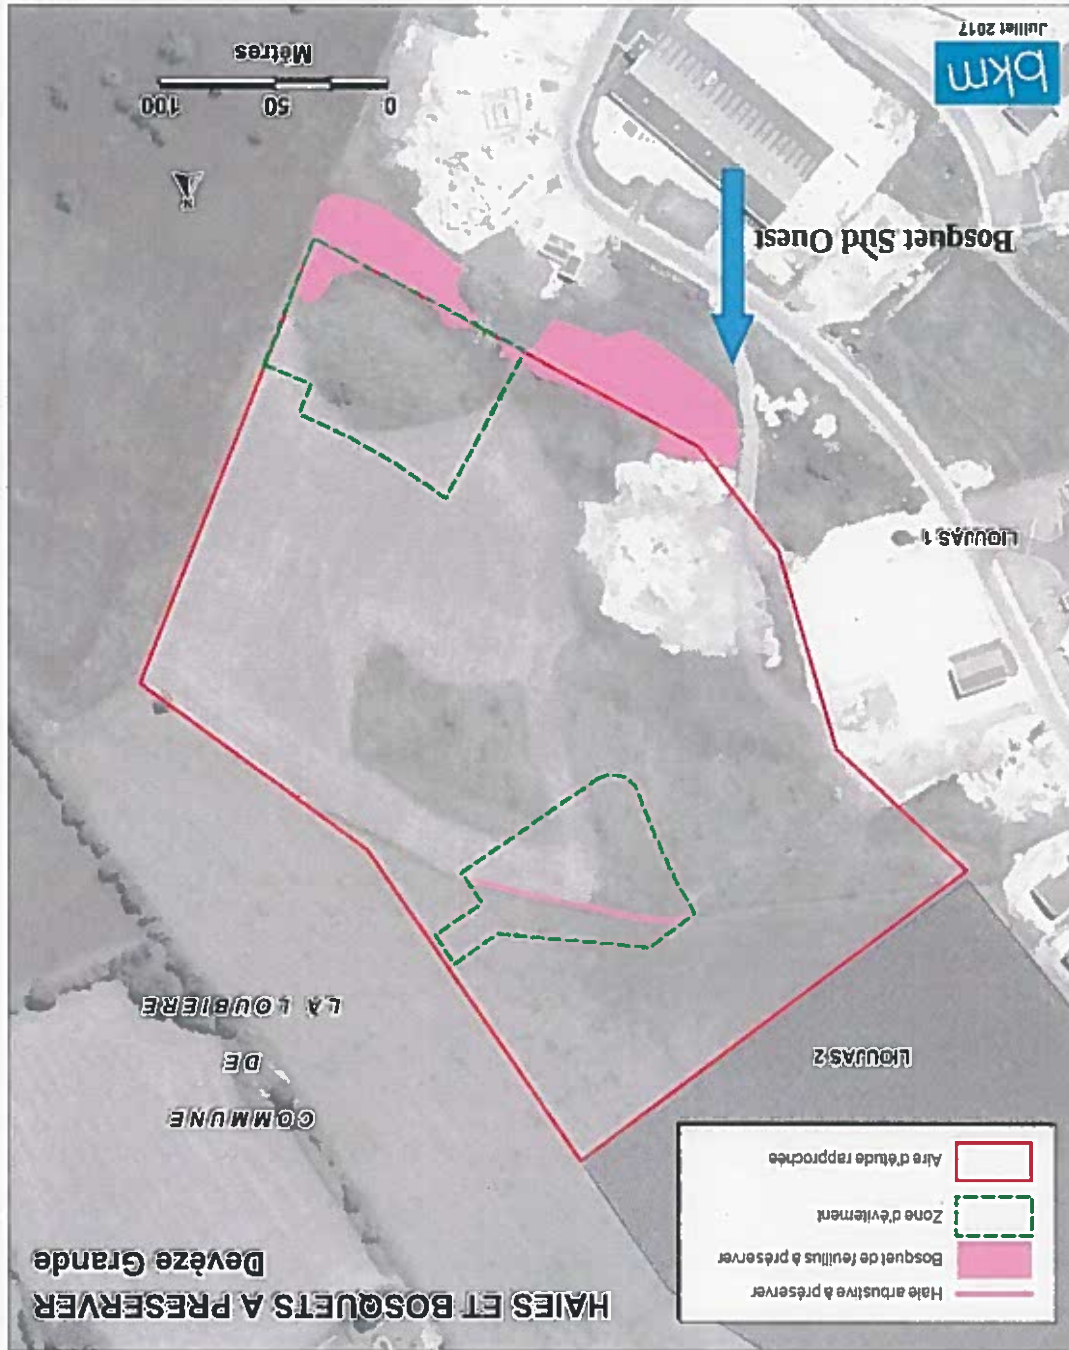 HAIES ET BOSQUETS A PRESERVER
Devèze Grande
Haie arbustive à préserver
Bosquet de feuillus à préserver
Zone d'évitement
Aire d'étude rapprochée
COMMUNE
DE
LA LOUBIERE
LIOUJAS 2
LIOUJAS 1
Bosquet Sud Ouest
N
0 50 100
Mètres
bkm
Juillet 2017